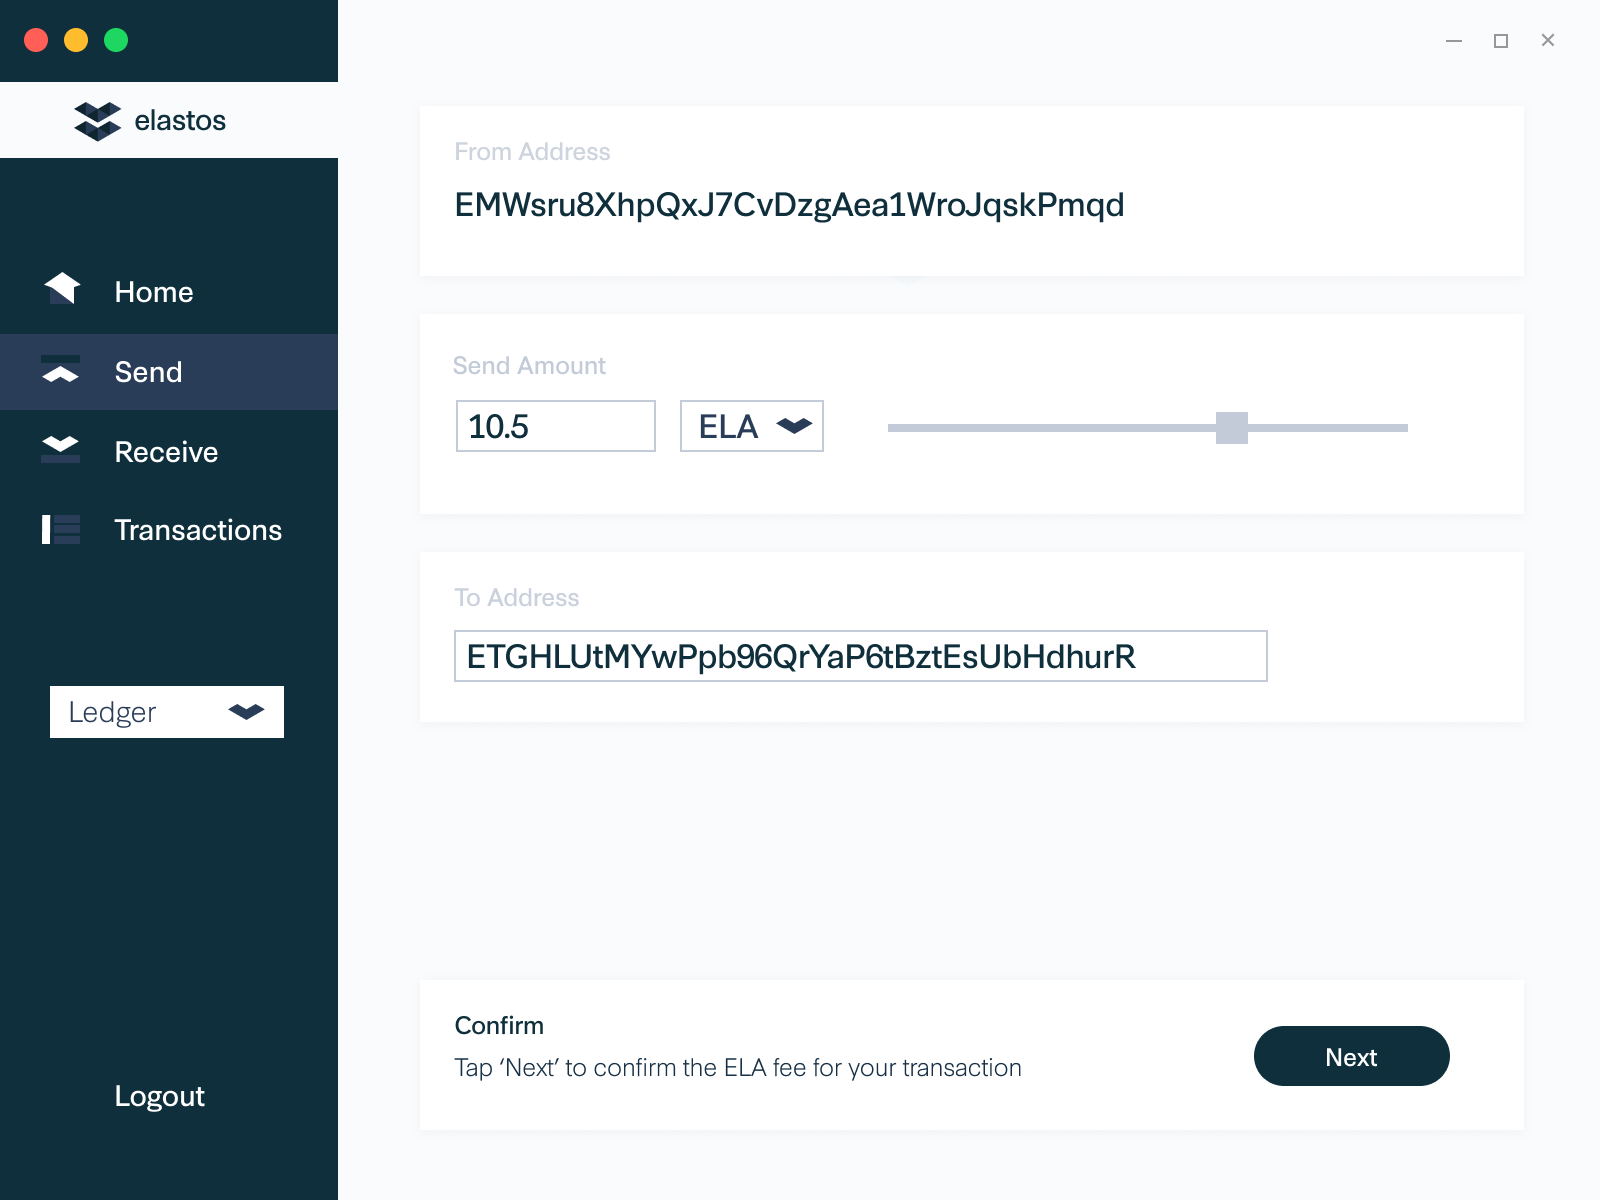 elastos
Home
Send
Receive
Transactions
Ledger
Logout
From Address
EMWsru8XhpQxJ7CvDzgAea1WroJqskPmqd
Send Amount
10.5 ELA
To Address
ETGHLUtMYwPpb96QrYaP6tBztEsUbHdhurR
Confirm
Tap ‘Next’ to confirm the ELA fee for your transaction
Next